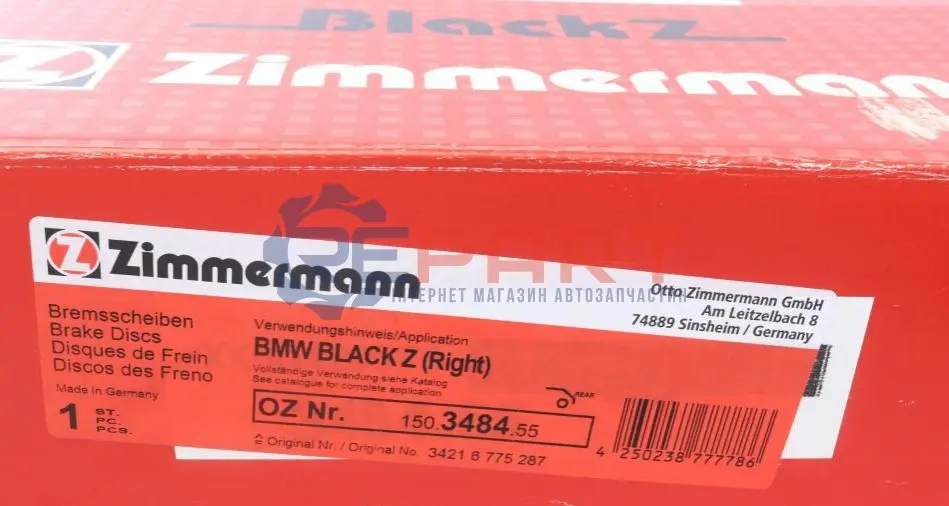 BlackZ
Zimmermann
Z Zimmermann
Otto Zimmermann GmbH
Am Leitzelbach 8
74889 Sinsheim / Germany
REPART
ІНТЕРНЕТ МАГАЗИН АВТОЗАПЧАСТИН
Bremsscheiben
Brake Discs
Disques de Frein
Discos des Freno
Made in Germany
1 ST.
PC.
PCS.
Verwendungshinweis/Application
BMW BLACK Z (Right)
Vollständige Verwendung siehe Katalog
See catalogue for complete application
REAR
OZ Nr. 150.3484.55
≙ Original Nr. / Original No. 3421 6 775 287
4 250238 777786